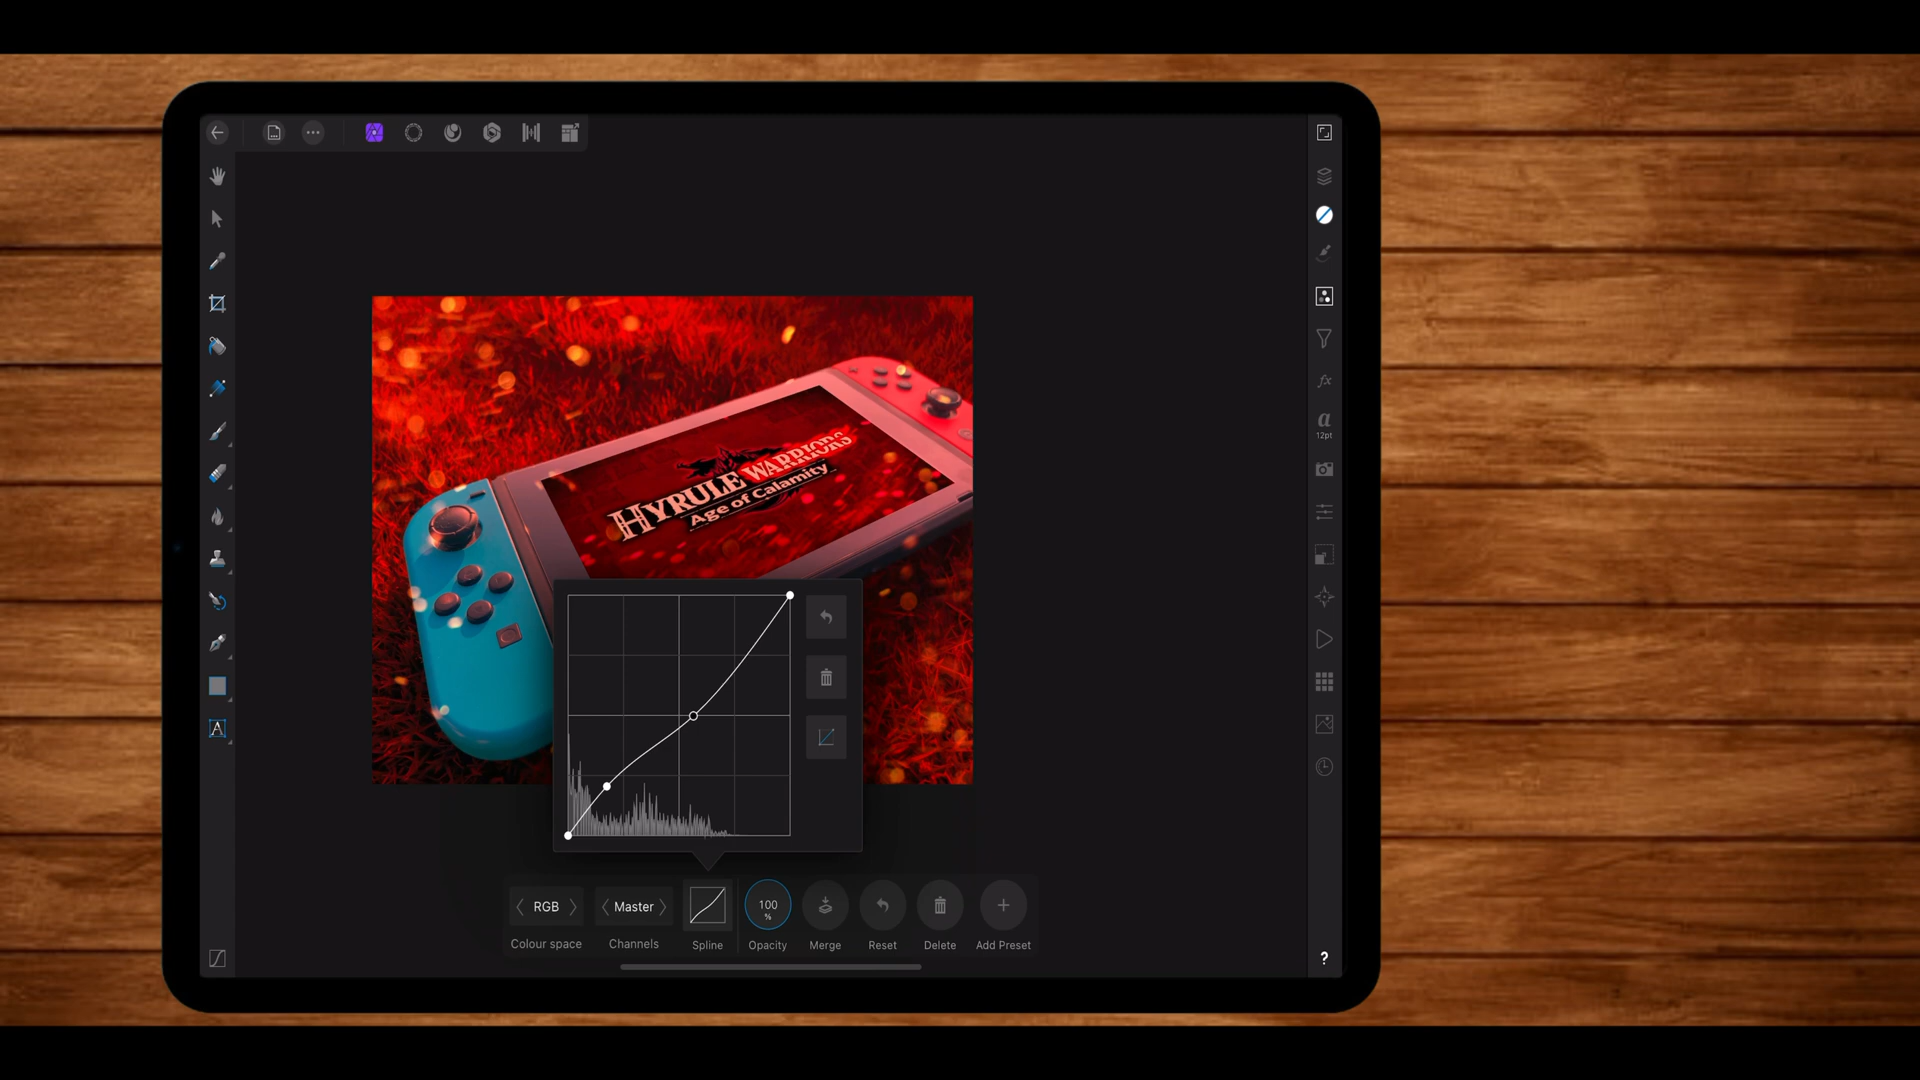 a
12pt
HYRULE WARRIORS
Age of Calamity
A
RGB
Master
100
%
Colour space
Channels
Spline
Opacity
Merge
Reset
Delete
Add Preset
fx
?